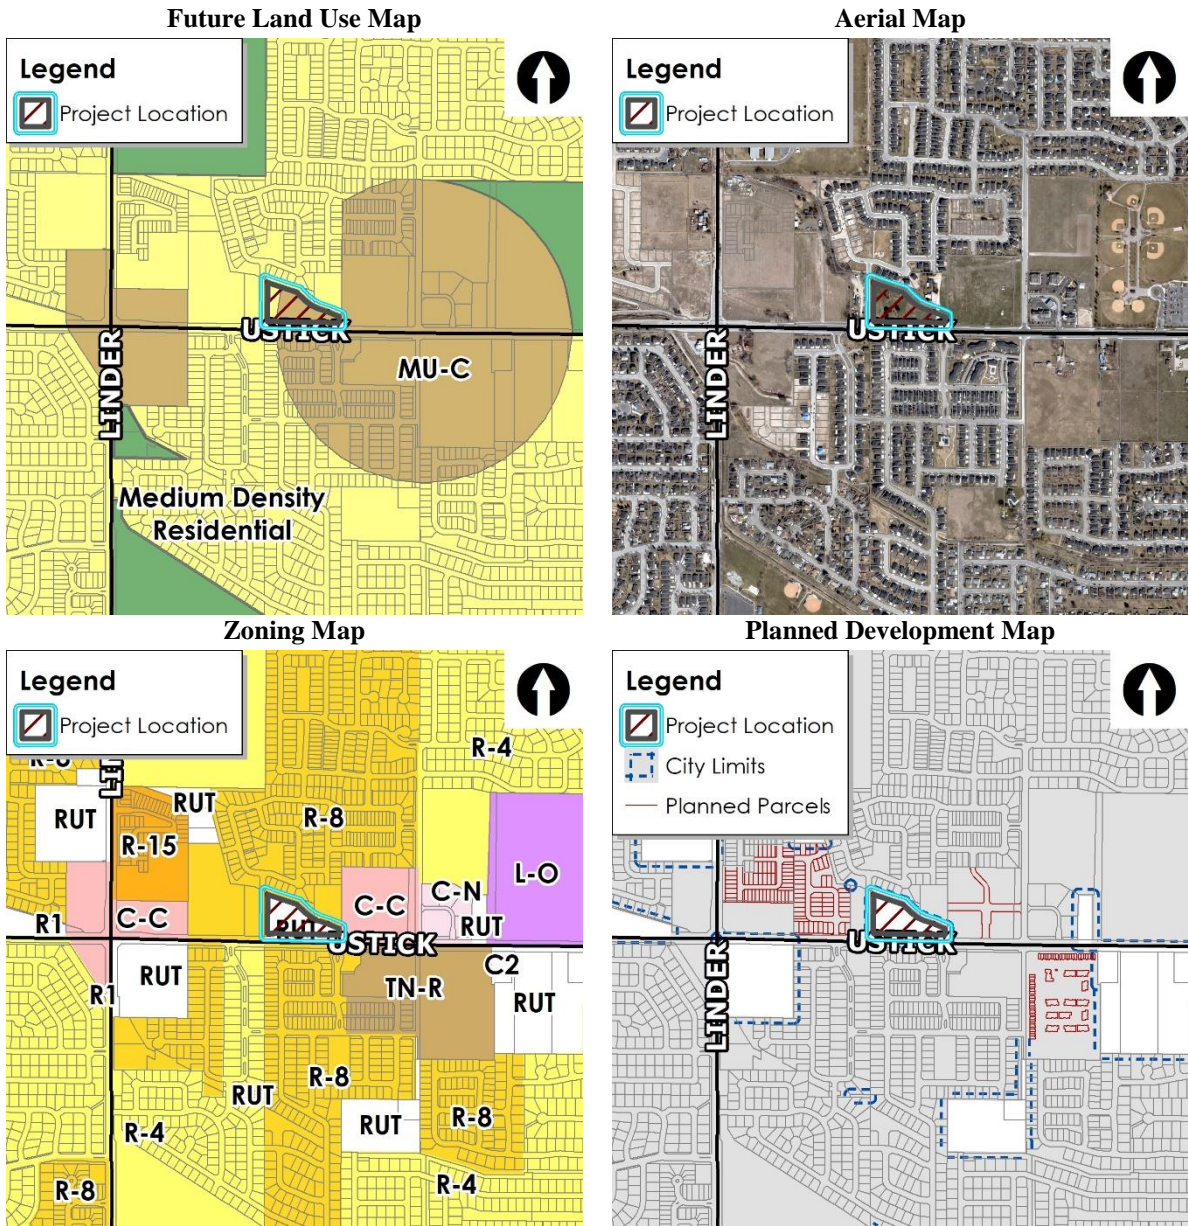 Future Land Use Map
Legend
Project Location
USTICK
LINDER
MU-C
Medium Density
Residential
Aerial Map
Legend
Project Location
USTICK
LINDER
Zoning Map
Legend
Project Location
R-4
RUT
RUT
R-8
R-15
L-O
C-N
C-C
RUT
R1
C-C
RUT
USTICK
RUT
C2
TN-R
R1
RUT
R-8
RUT
R-8
RUT
R-4
R-4
R-8
Planned Development Map
Legend
Project Location
City Limits
Planned Parcels
USTICK
LINDER